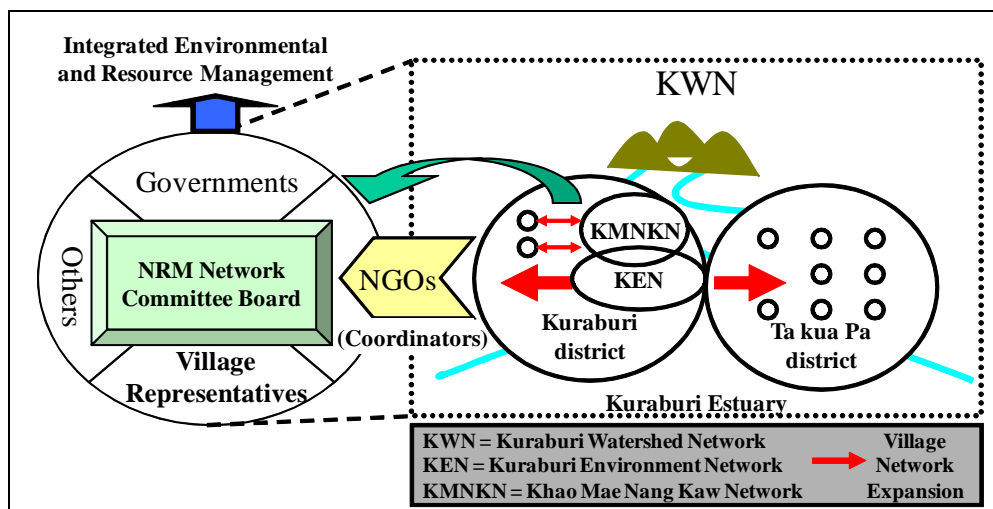 Integrated Environmental
and Resource Management
KWN
Governments
Others
NRM Network
Committee Board
Village
Representatives
NGOs
(Coordinators)
KMNKN
KEN
Kuraburi
district
Ta kua Pa
district
Kuraburi Estuary
KWN = Kuraburi Watershed Network
KEN = Kuraburi Environment Network
KMNKN = Khao Mae Nang Kaw Network
Village
Network
Expansion